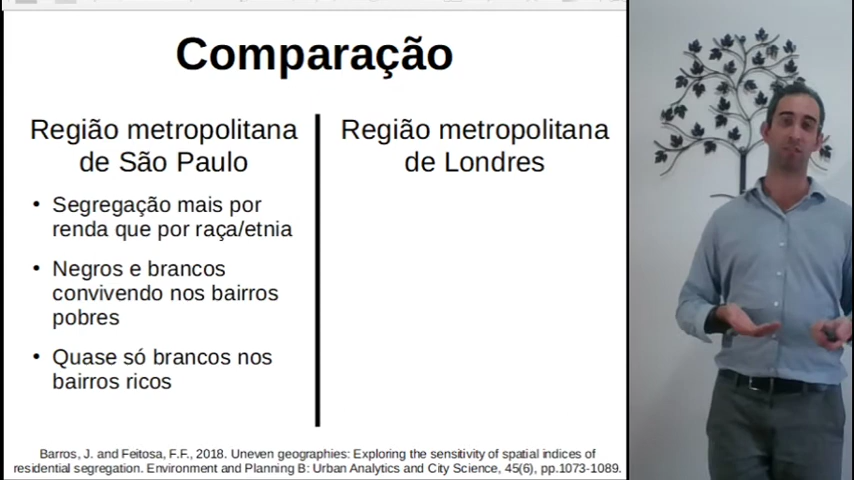 Comparação
Região metropolitana
de São Paulo
Segregação mais por
renda que por raça/etnia
Negros e brancos
convivendo nos bairros
pobres
Quase só brancos nos
bairros ricos
Região metropolitana
de Londres
Barros, J. and Feitosa, F.F., 2018. Uneven geographies: Exploring the sensitivity of spatial indices of
residential segregation. Environment and Planning B: Urban Analytics and City Science, 45(6), pp.1073-1089.